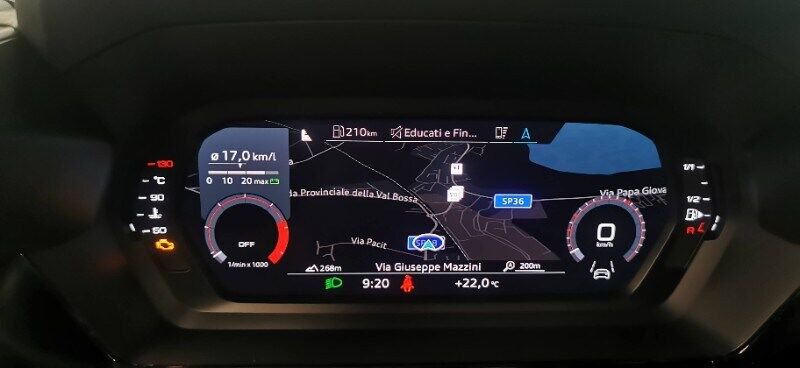 210km
Educati e Fin...
130
°C
90
60
ø 17,0 km/l
0 10 20 max
OFF
1/min x 1000
ia Provinciale della Val Bossa
SP36
Via Papa Giova
Via Pacit
268m
Via Giuseppe Mazzini
200m
9:20
+22,0°C
1/1
1/2
R
0
km/h